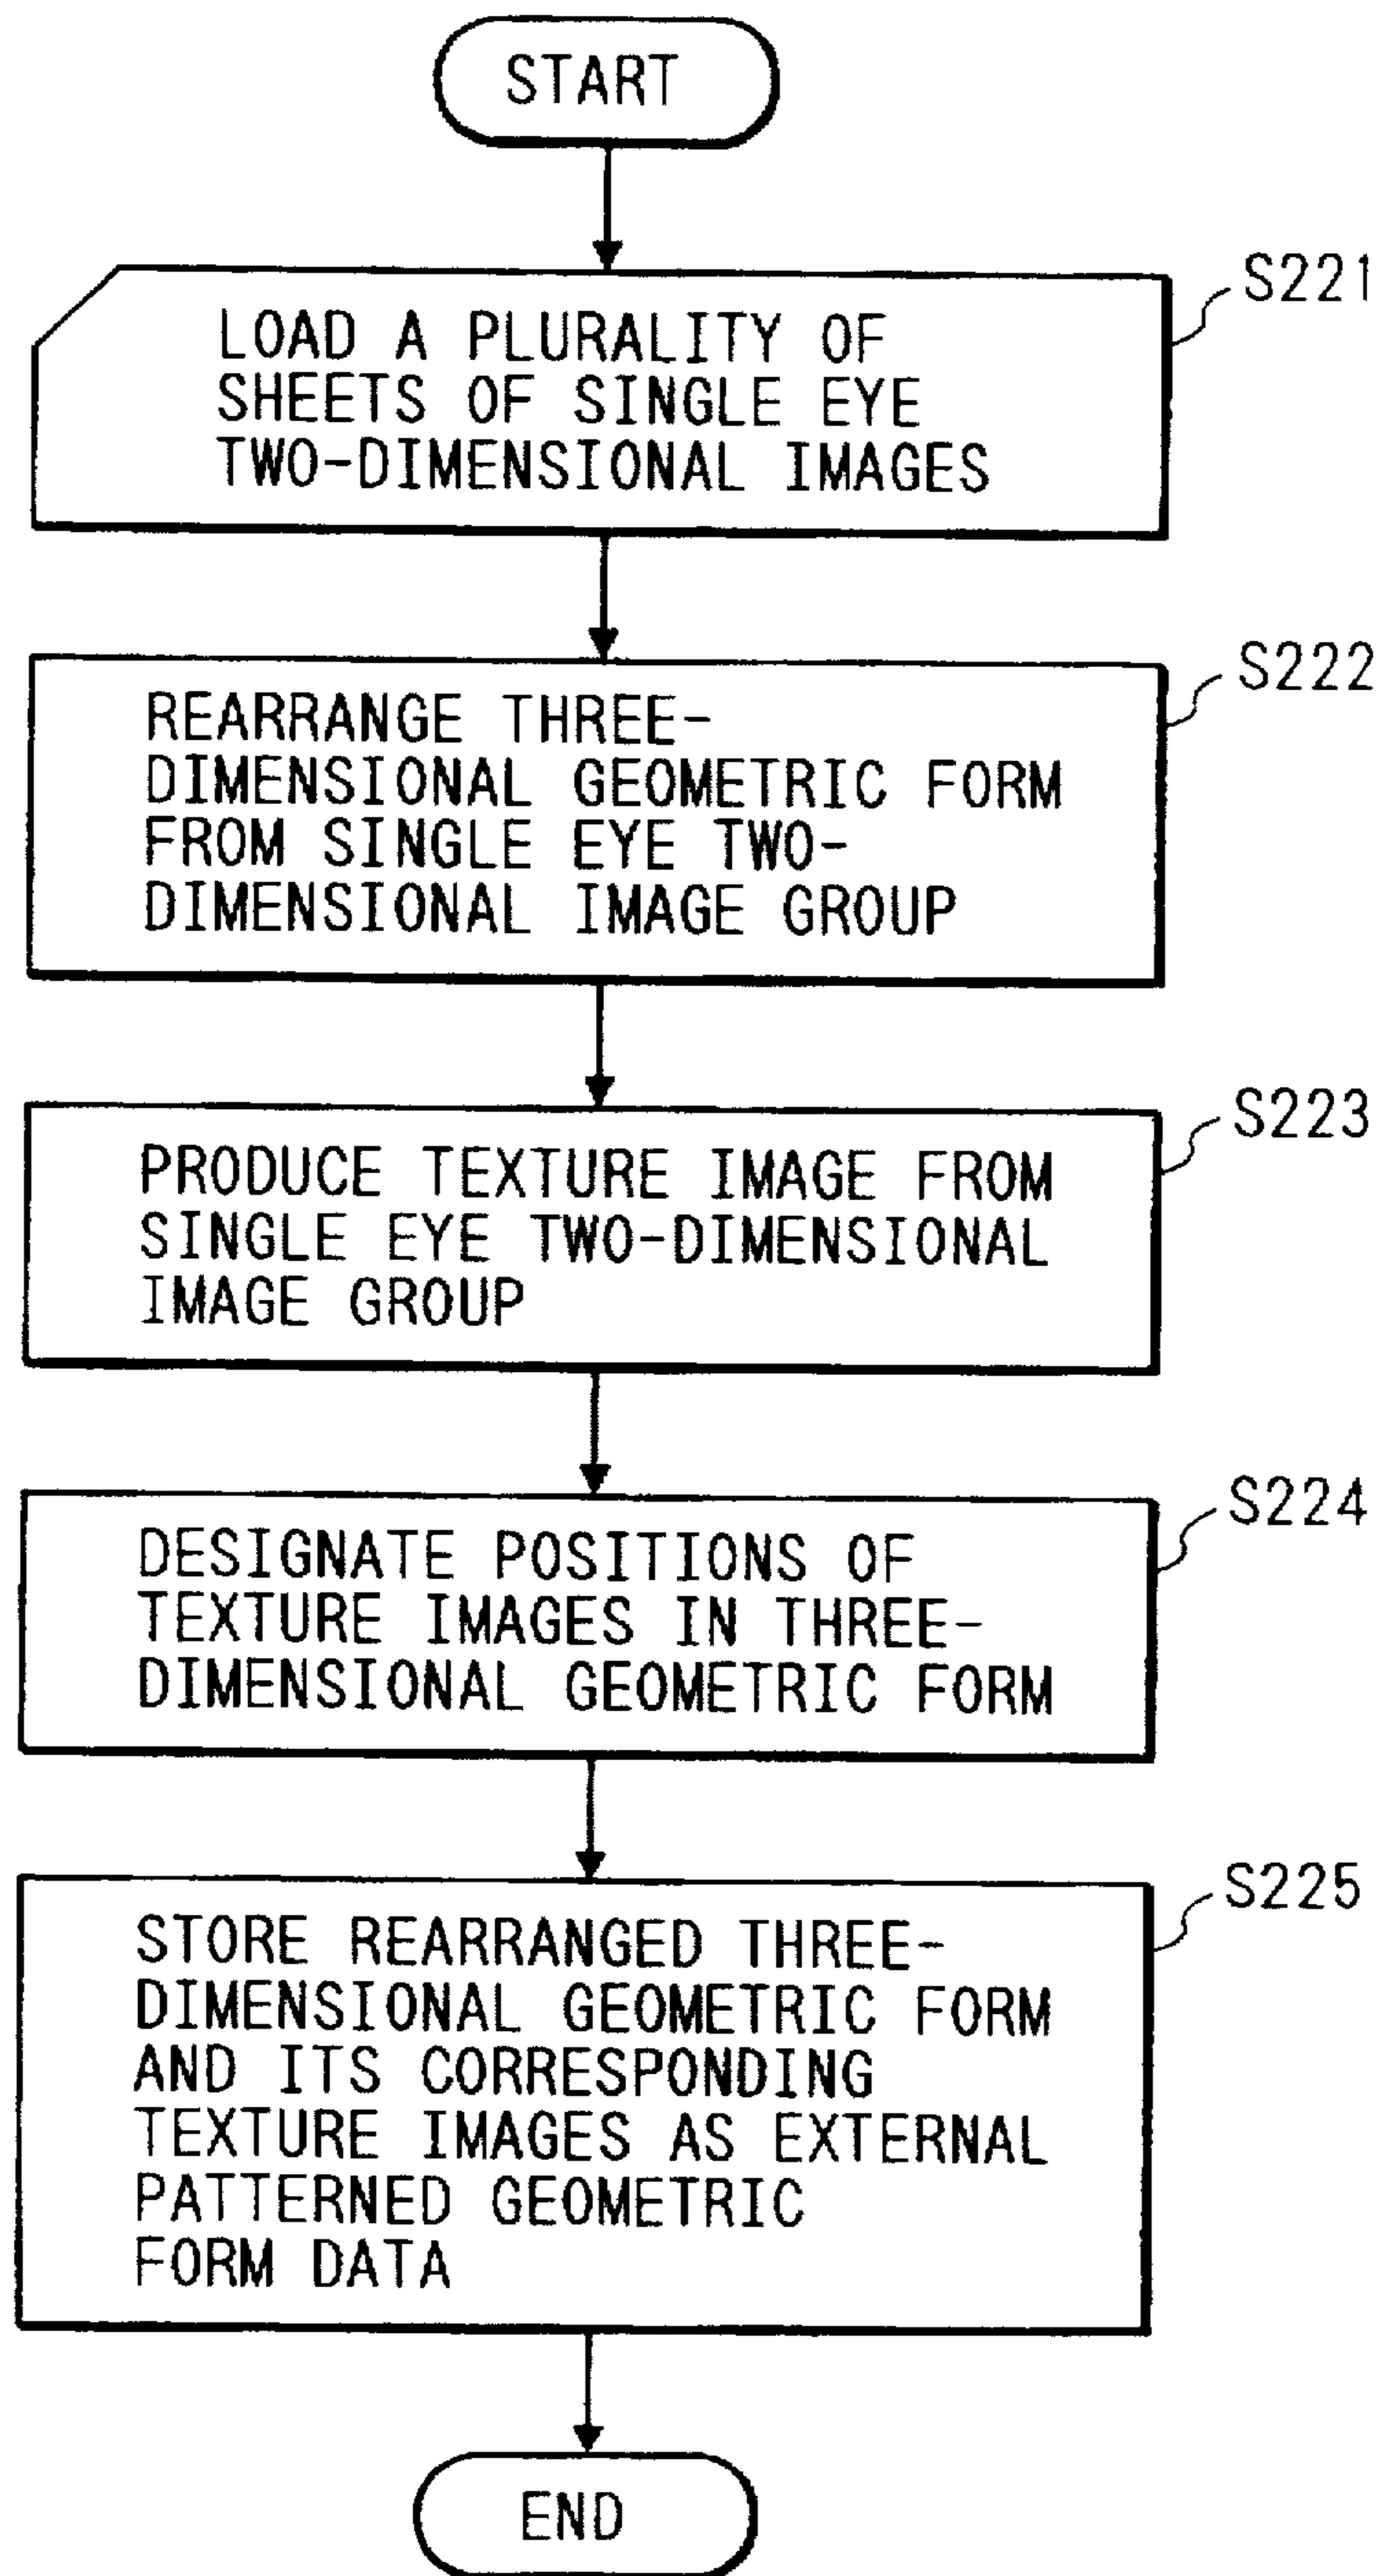 START
S221
LOAD A PLURALITY OF
SHEETS OF SINGLE EYE
TWO-DIMENSIONAL IMAGES
S222
REARRANGE THREE-
DIMENSIONAL GEOMETRIC FORM
FROM SINGLE EYE TWO-
DIMENSIONAL IMAGE GROUP
S223
PRODUCE TEXTURE IMAGE FROM
SINGLE EYE TWO-DIMENSIONAL
IMAGE GROUP
S224
DESIGNATE POSITIONS OF
TEXTURE IMAGES IN THREE-
DIMENSIONAL GEOMETRIC FORM
S225
STORE REARRANGED THREE-
DIMENSIONAL GEOMETRIC FORM
AND ITS CORRESPONDING
TEXTURE IMAGES AS EXTERNAL
PATTERNED GEOMETRIC
FORM DATA
END